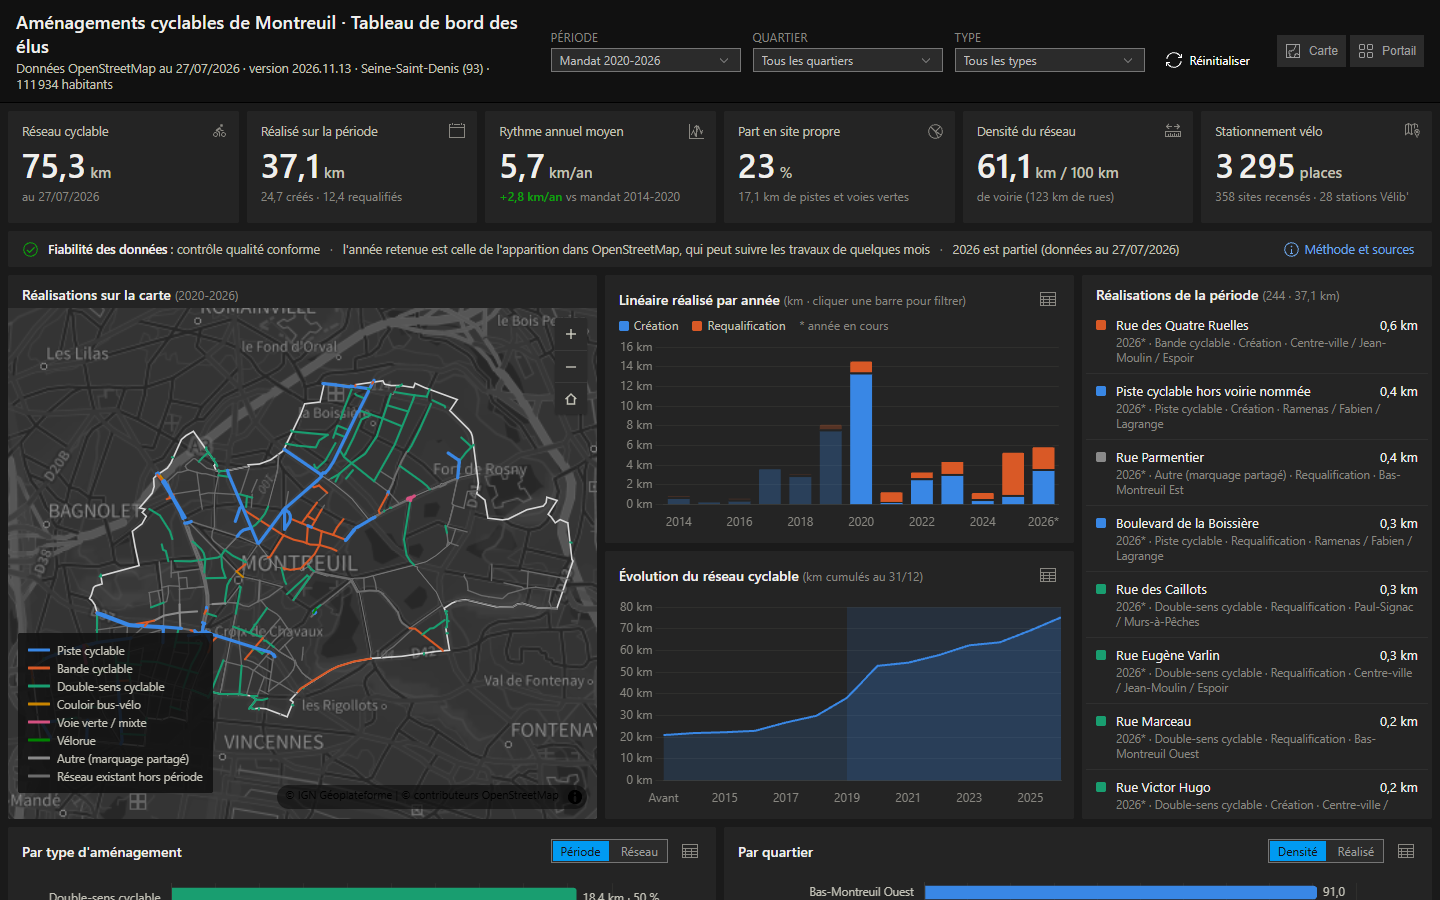 Aménagements cyclables de Montreuil · Tableau de bord des
élus
Données OpenStreetMap au 27/07/2026 · version 2026.11.13 · Seine-Saint-Denis (93) ·
111 934 habitants
PÉRIODE
Mandat 2020-2026
QUARTIER
Tous les quartiers
TYPE
Tous les types
Réinitialiser
Carte
Portail
Réseau cyclable
75,3 km
au 27/07/2026
Réalisé sur la période
37,1 km
24,7 créés · 12,4 requalifiés
Rythme annuel moyen
5,7 km/an
+2,8 km/an vs mandat 2014-2020
Part en site propre
23 %
17,1 km de pistes et voies vertes
Densité du réseau
61,1 km / 100 km
de voirie (123 km de rues)
Stationnement vélo
3 295 places
358 sites recensés · 28 stations Vélib'
Fiabilité des données : contrôle qualité conforme · l'année retenue est celle de l'apparition dans OpenStreetMap, qui peut suivre les travaux de quelques mois · 2026 est partiel (données au 27/07/2026)
Méthode et sources
Réalisations sur la carte (2020-2026)
ROMAINVILLE
le Bois Pe
Les Lilas
le Fond d'Orval
la Boissière
D20B
Fort de Rosny
BAGNOLET
D38
MONTREUIL
Croix de Chavaux
D42
Val de Fontenay
les Rigollots
VINCENNES
FONTENAY
Mandé
+
−
Piste cyclable
Bande cyclable
Double-sens cyclable
Couloir bus-vélo
Voie verte / mixte
Vélorue
Autre (marquage partagé)
Réseau existant hors période
© IGN Géoplateforme | © contributeurs OpenStreetMap
Linéaire réalisé par année (km · cliquer une barre pour filtrer)
Création
Requalification
* année en cours
16 km
14 km
12 km
10 km
8 km
6 km
4 km
2 km
0 km
2014
2016
2018
2020
2022
2024
2026*
Évolution du réseau cyclable (km cumulés au 31/12)
80 km
70 km
60 km
50 km
40 km
30 km
20 km
10 km
0 km
Avant
2015
2017
2019
2021
2023
2025
Réalisations de la période (244 · 37,1 km)
Rue des Quatre Ruelles 0,6 km
2026* · Bande cyclable · Création · Centre-ville / Jean-
Moulin / Espoir
Piste cyclable hors voirie nommée 0,4 km
2026* · Piste cyclable · Création · Ramenas / Fabien /
Lagrange
Rue Parmentier 0,4 km
2026* · Autre (marquage partagé) · Requalification · Bas-
Montreuil Est
Boulevard de la Boissière 0,3 km
2026* · Piste cyclable · Requalification · Ramenas / Fabien /
Lagrange
Rue des Caillots 0,3 km
2026* · Double-sens cyclable · Requalification · Paul-Signac
/ Murs-à-Pêches
Rue Eugène Varlin 0,3 km
2026* · Double-sens cyclable · Requalification · Centre-ville
/ Jean-Moulin / Espoir
Rue Marceau 0,2 km
2026* · Double-sens cyclable · Requalification · Bas-
Montreuil Ouest
Rue Victor Hugo 0,2 km
2026* · Double-sens cyclable · Création · Centre-ville /
Par type d'aménagement
Période
Réseau
Double-sens cyclable
18,4 km · 50 %
Par quartier
Densité
Réalisé
Bas-Montreuil Ouest
91,0